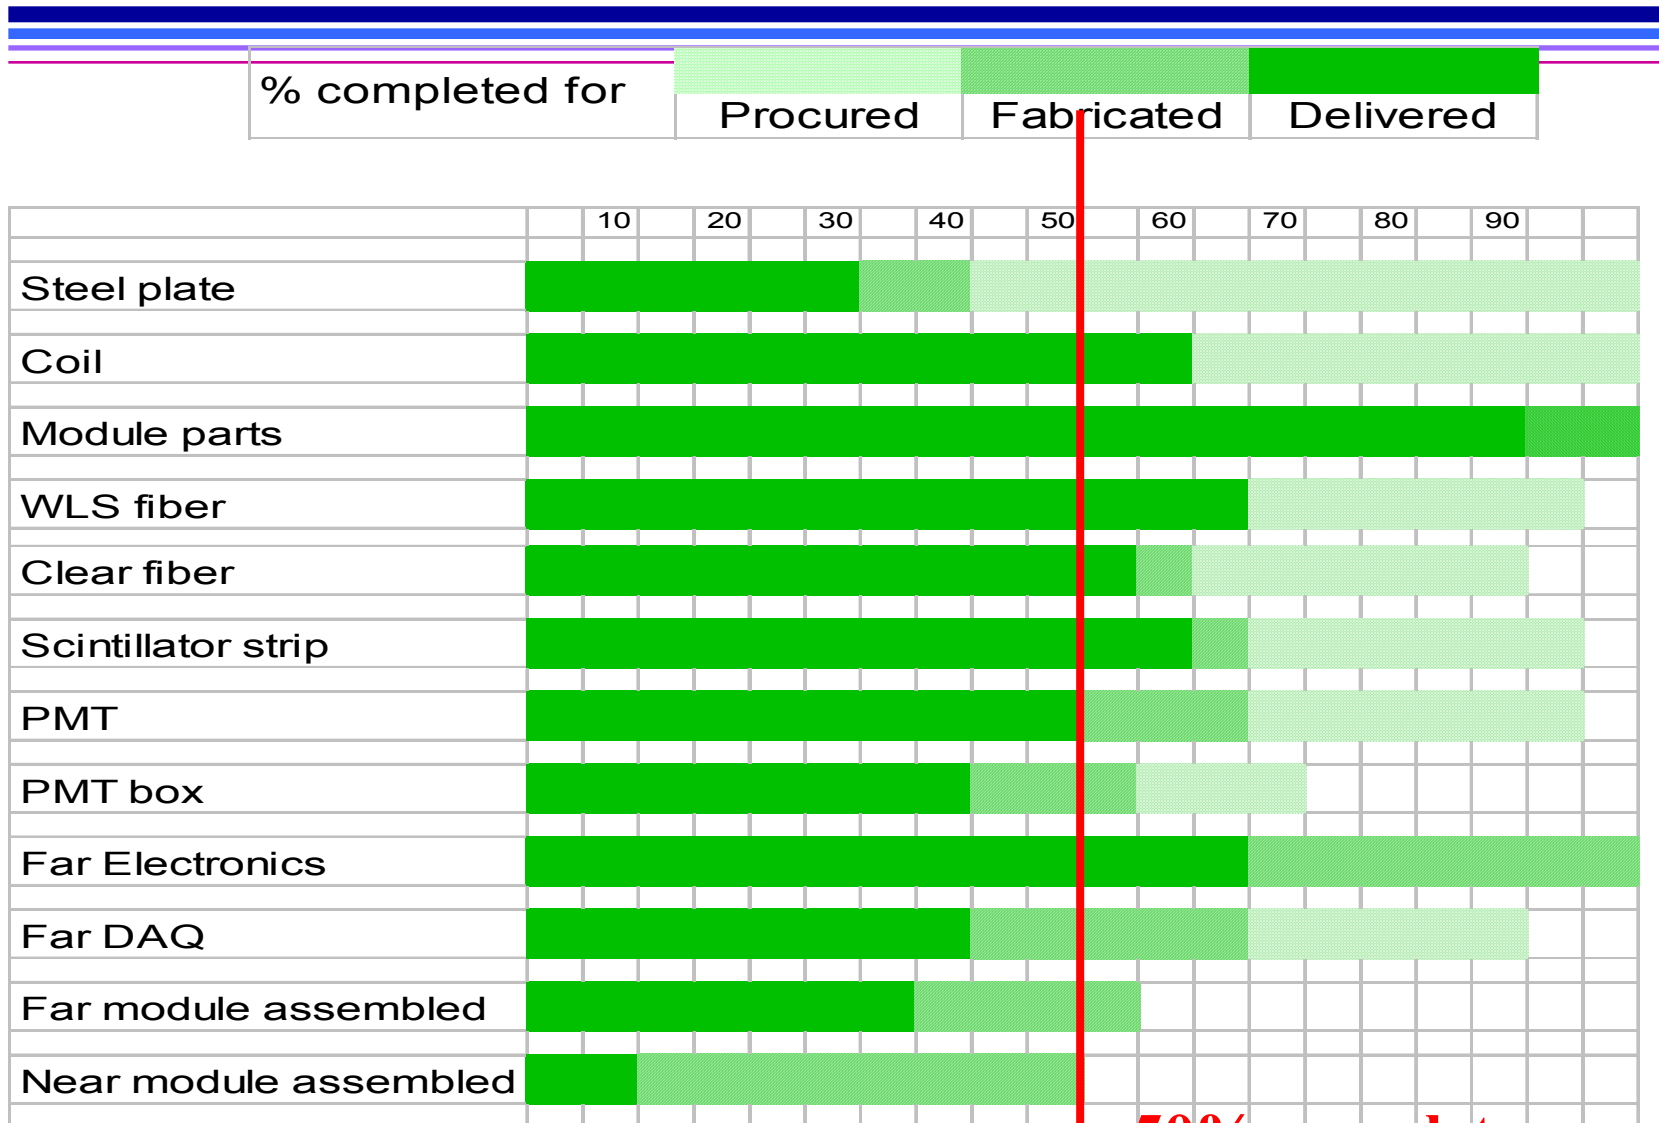 % completed for
Procured Fabricated Delivered
10 20 30 40 50 60 70 80 90
Steel plate
Coil
Module parts
WLS fiber
Clear fiber
Scintillator strip
PMT
PMT box
Far Electronics
Far DAQ
Far module assembled
Near module assembled